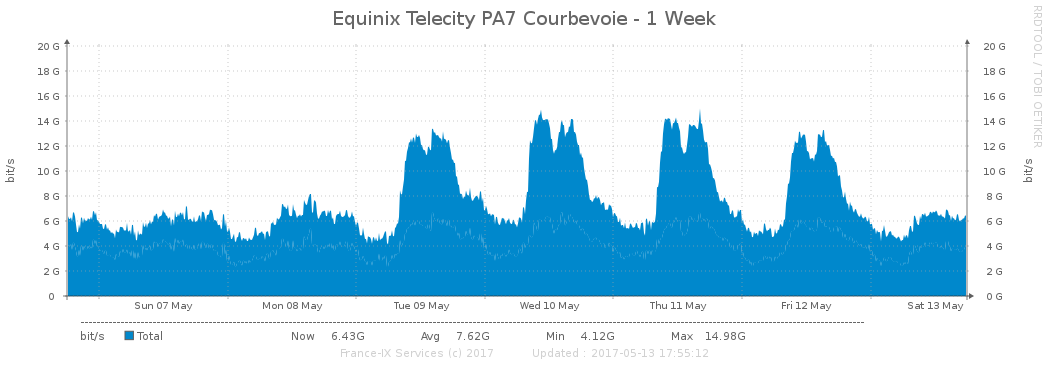 Equinix Telecity PA7 Courbevoie - 1 Week
RRDTOOL / TOBI OETIKER
bit/s
20 G 20 G
18 G 18 G
16 G 16 G
14 G 14 G
12 G 12 G
10 G 10 G
8 G 8 G
6 G 6 G
4 G 4 G
2 G 2 G
0 0 G
bit/s
Sun 07 May Mon 08 May Tue 09 May Wed 10 May Thu 11 May Fri 12 May Sat 13 May
bit/s Total Now 6.43G Avg 7.62G Min 4.12G Max 14.98G
France-IX Services (c) 2017 Updated : 2017-05-13 17:55:12